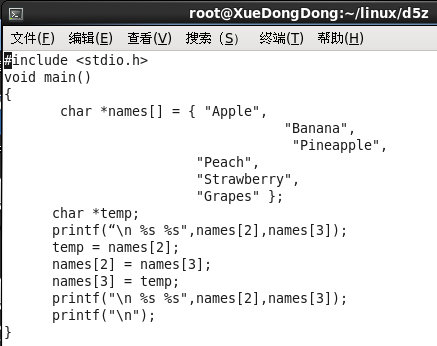 root@XueDongDong:~/linux/d5z
文件(F) 编辑(E) 查看(V) 搜索 (S) 终端(T) 帮助(H)
#include <stdio.h>
void main()
{
char *names[] = { "Apple",
"Banana",
"Pineapple",
"Peach",
"Strawberry",
"Grapes" };
char *temp;
printf(“\n %s %s",names[2],names[3]);
temp = names[2];
names[2] = names[3];
names[3] = temp;
printf("\n %s %s",names[2],names[3]);
printf("\n");
}